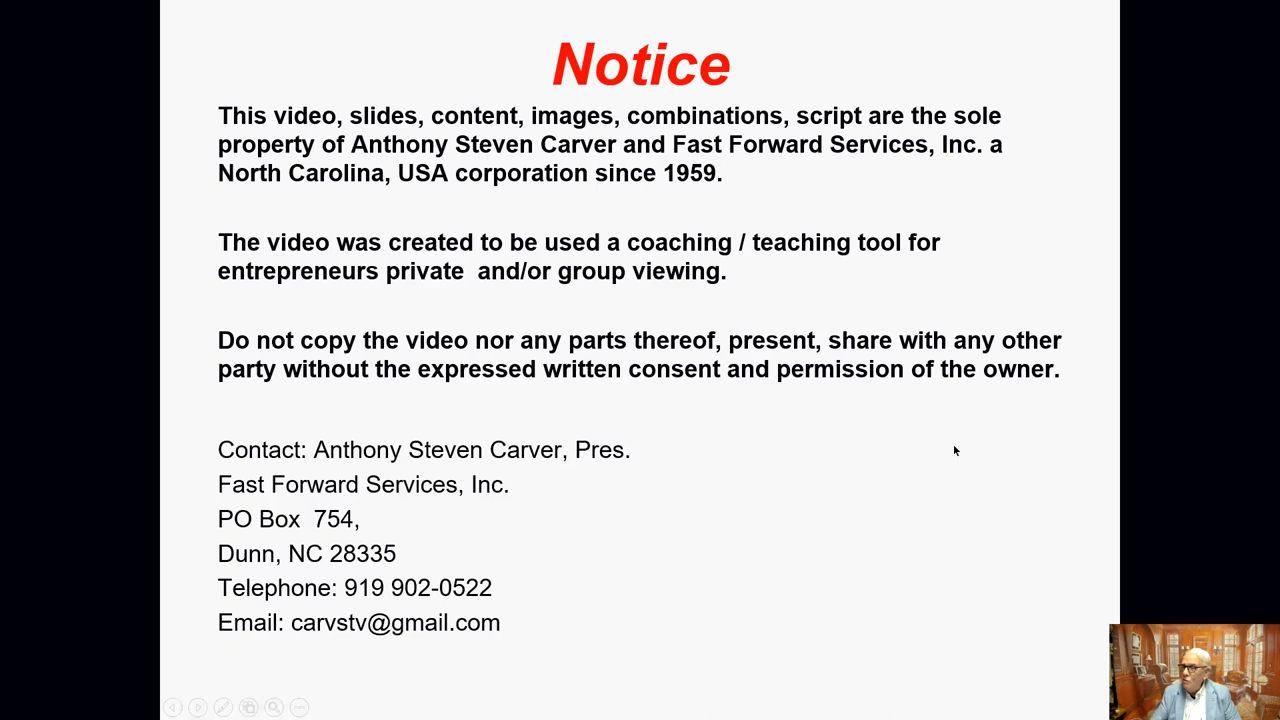 Notice
This video, slides, content, images, combinations, script are the sole
property of Anthony Steven Carver and Fast Forward Services, Inc. a
North Carolina, USA corporation since 1959.
The video was created to be used a coaching / teaching tool for
entrepreneurs private  and/or group viewing.
Do not copy the video nor any parts thereof, present, share with any other
party without the expressed written consent and permission of the owner.
Contact: Anthony Steven Carver, Pres.
Fast Forward Services, Inc.
PO Box  754,
Dunn, NC 28335
Telephone: 919 902-0522
Email: carvstv@gmail.com